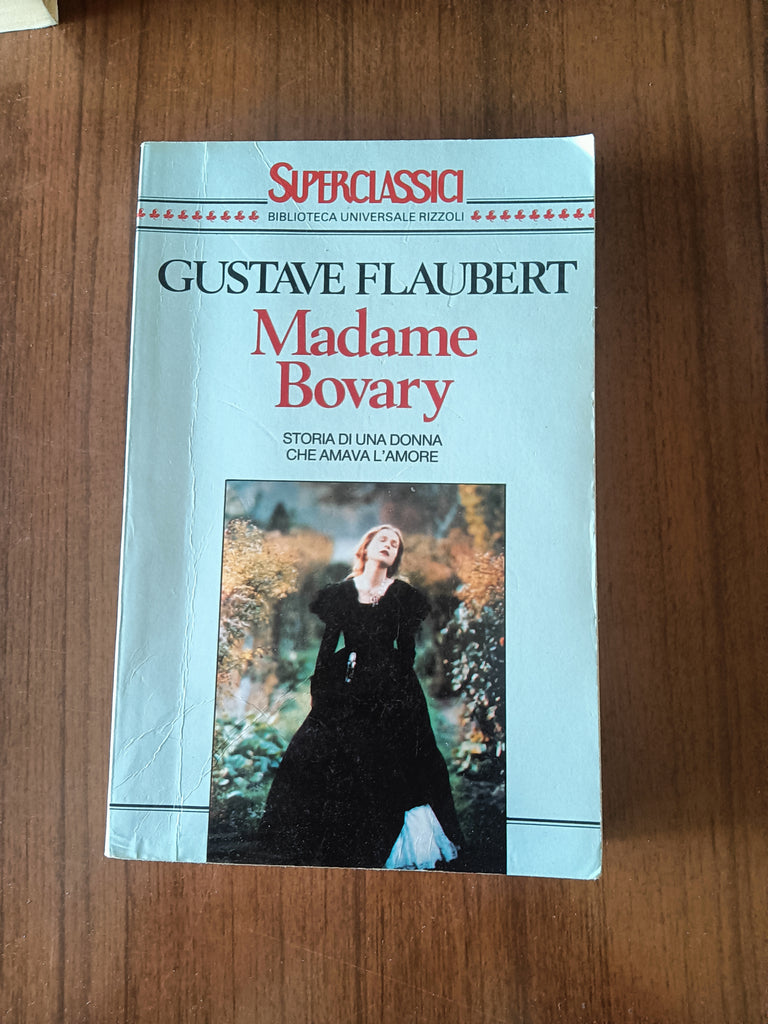 SUPERCLASSICI
BIBLIOTECA UNIVERSALE RIZZOLI
GUSTAVE FLAUBERT
Madame
Bovary
STORIA DI UNA DONNA
CHE AMAVA L'AMORE